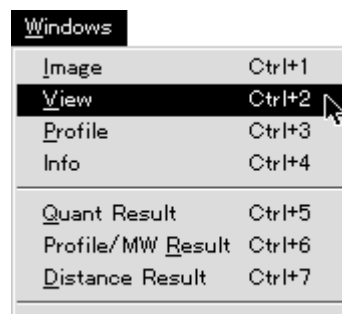 Windows
Image Ctrl+1
View Ctrl+2
Profile Ctrl+3
Info Ctrl+4
Quant Result Ctrl+5
Profile/MW Result Ctrl+6
Distance Result Ctrl+7